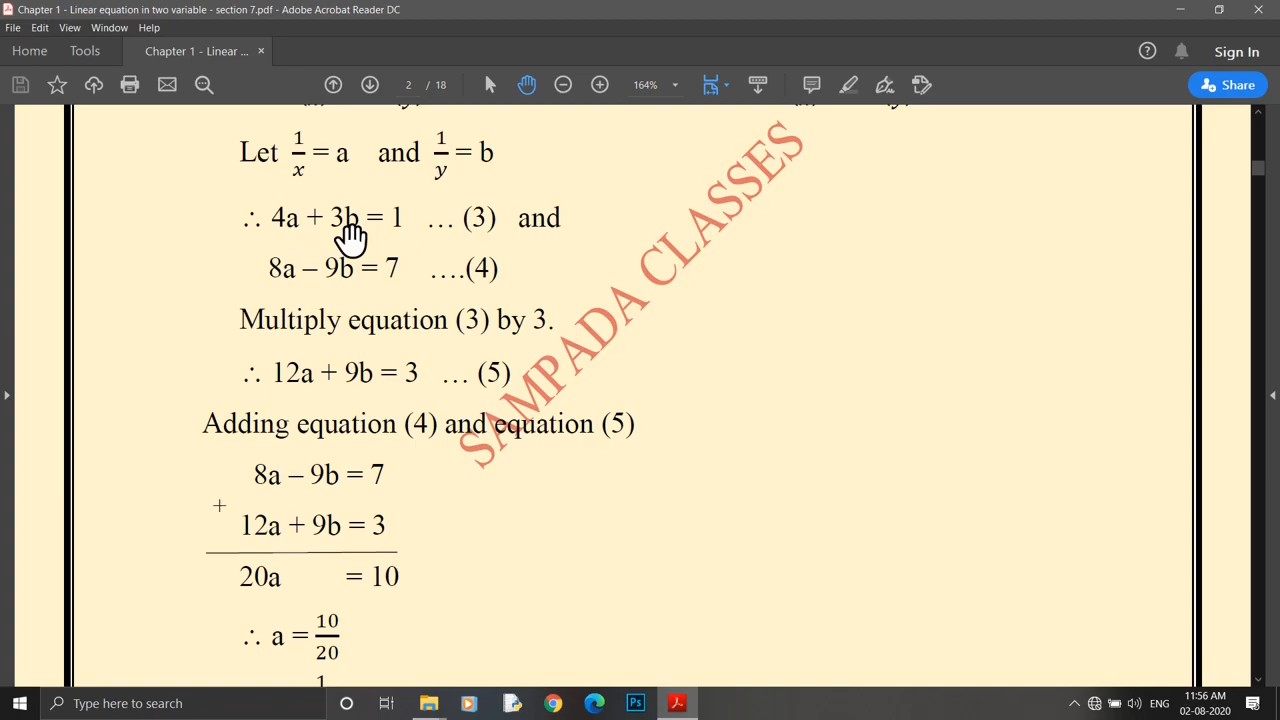 Chapter 1 - Linear equation in two variable - section 7.pdf - Adobe Acrobat Reader DC
File Edit View Window Help
Home Tools Chapter 1 - Linear ... × Sign In
2 / 18 164% Share
Let 1/x = a and 1/y = b
∴ 4a + 3b = 1 … (3) and
8a – 9b = 7 ….(4)
Multiply equation (3) by 3.
∴ 12a + 9b = 3 … (5)
Adding equation (4) and equation (5)
8a – 9b = 7
+
12a + 9b = 3
20a = 10
∴ a = 10/20
1
SAMPADA CLASSES
Type here to search
Ps
11:56 AM
02-08-2020